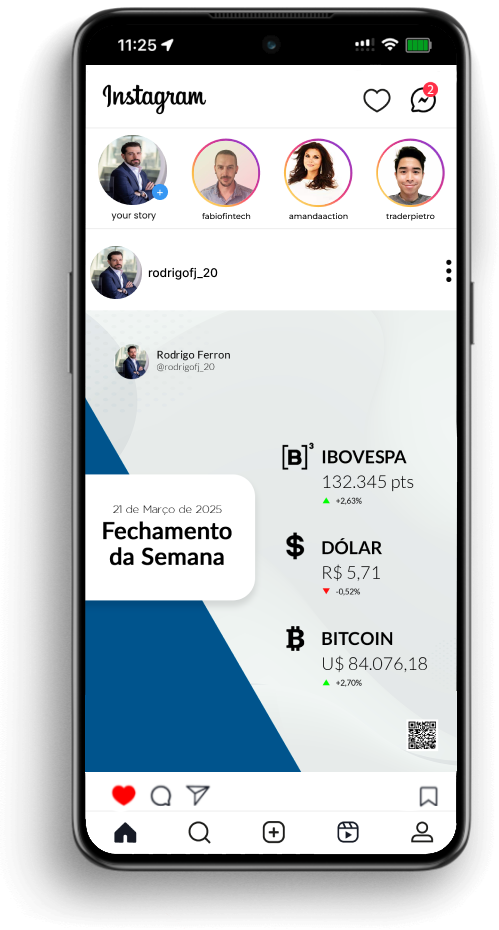 11:25
Instagram
2
your story
fabiofintech
amandaaction
traderpietro
rodrigofj_20
Rodrigo Ferron
@rodrigofj_20
21 de Março de 2025
Fechamento
da Semana
[B]³
IBOVESPA
132.345 pts
+2,63%
$
DÓLAR
R$ 5,71
-0,52%
₿
BITCOIN
U$ 84.076,18
+2,70%